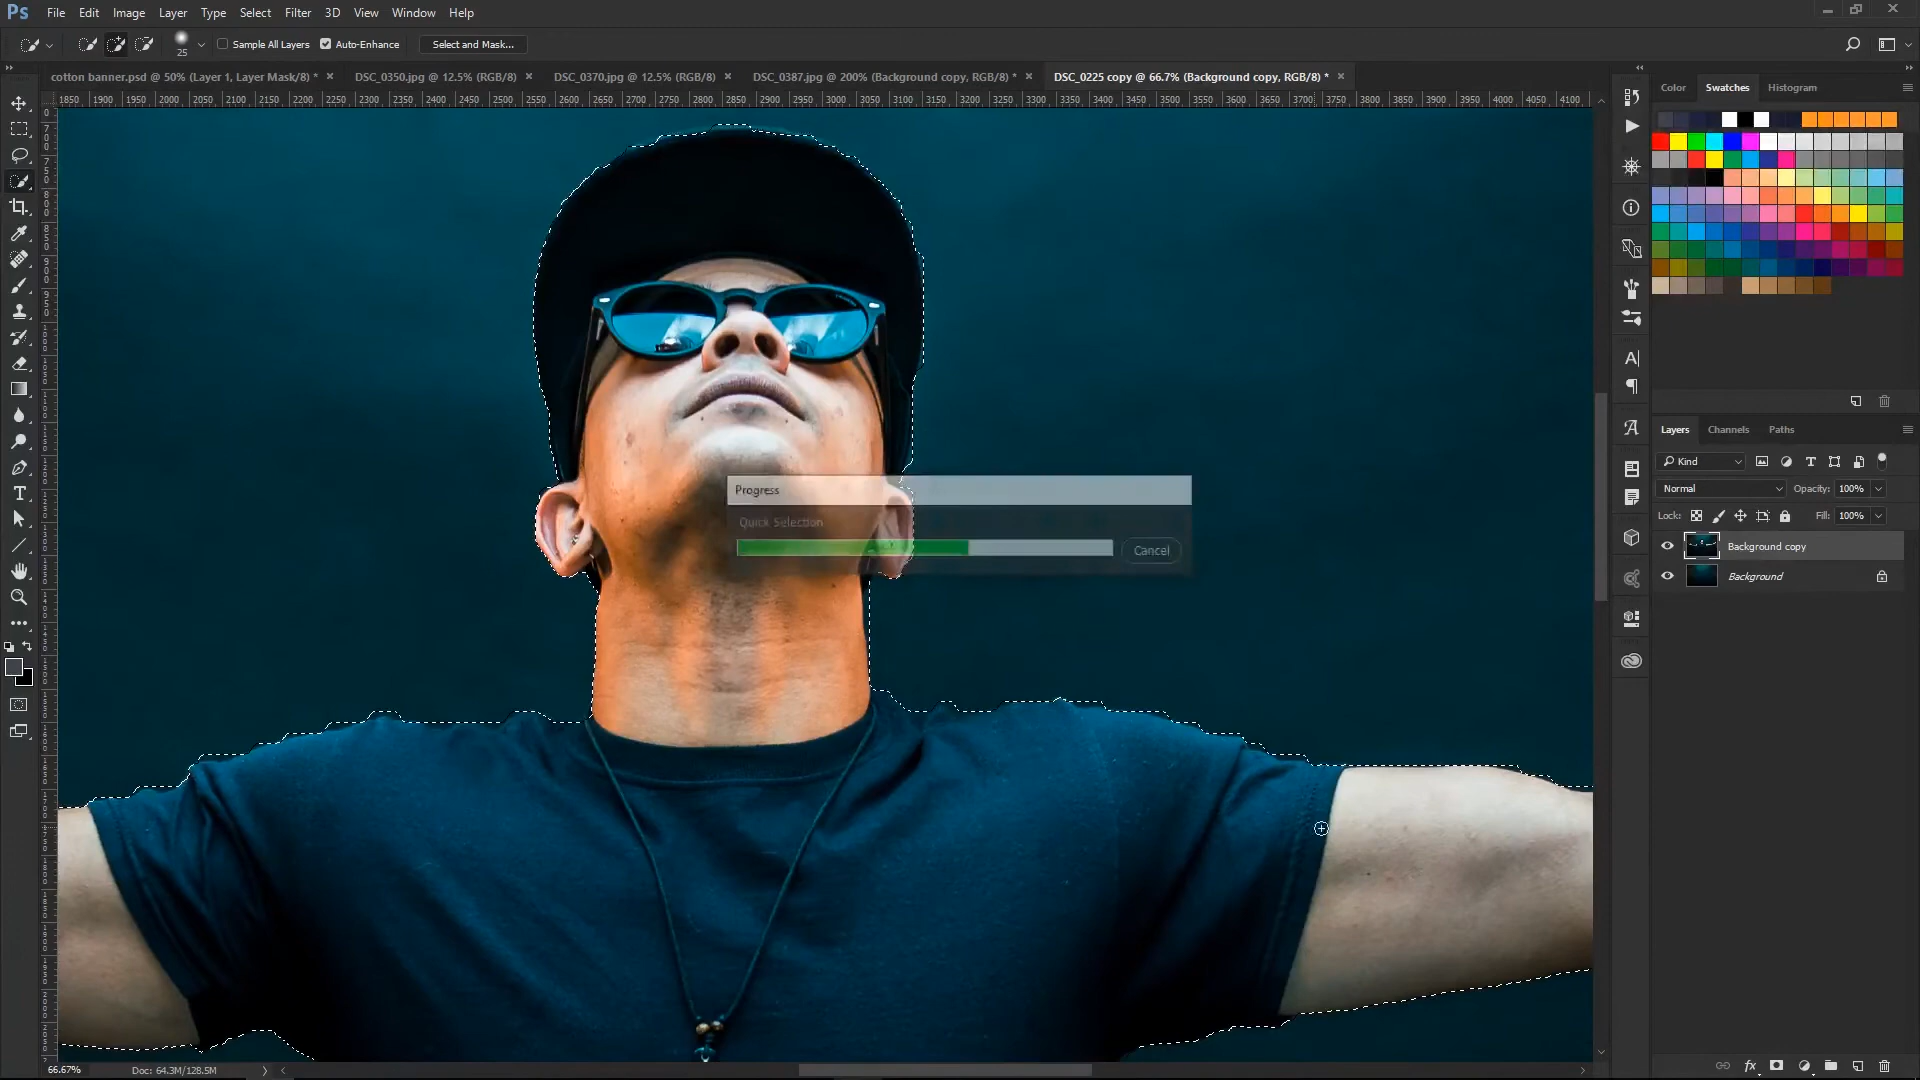 Ps File Edit Image Layer Type Select Filter 3D View Window Help
25 Sample All Layers Auto-Enhance Select and Mask...
cotton banner.psd @ 50% (Layer 1, Layer Mask/8) * × DSC_0350.jpg @ 12.5% (RGB/8) × DSC_0370.jpg @ 12.5% (RGB/8) × DSC_0387.jpg @ 200% (Background copy, RGB/8) * × DSC_0225 copy @ 66.7% (Background copy, RGB/8) * ×
1850 1900 1950 2000 2050 2100 2150 2200 2250 2300 2350 2400 2450 2500 2550 2600 2650 2700 2750 2800 2850 2900 2950 3000 3050 3100 3150 3200 3250 3300 3350 3400 3450 3500 3550 3600 3650 3700 3750 3800 3850 3900 3950 4000 4050 4100
Color Swatches Histogram
Progress
Quick Selection
Cancel
Layers Channels Paths
Kind
Normal Opacity: 100%
Lock: Fill: 100%
Background copy
Background
66.67% Doc: 64.3M/128.5M